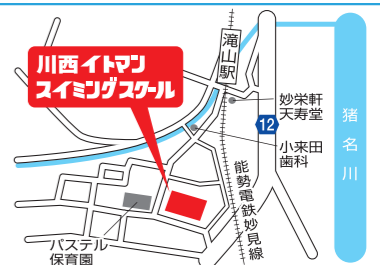 川西イトマン
スイミングスクール
滝山駅
妙栄軒
天寿堂
12
小来田
歯科
猪名川
能勢電鉄妙見線
パステル
保育園